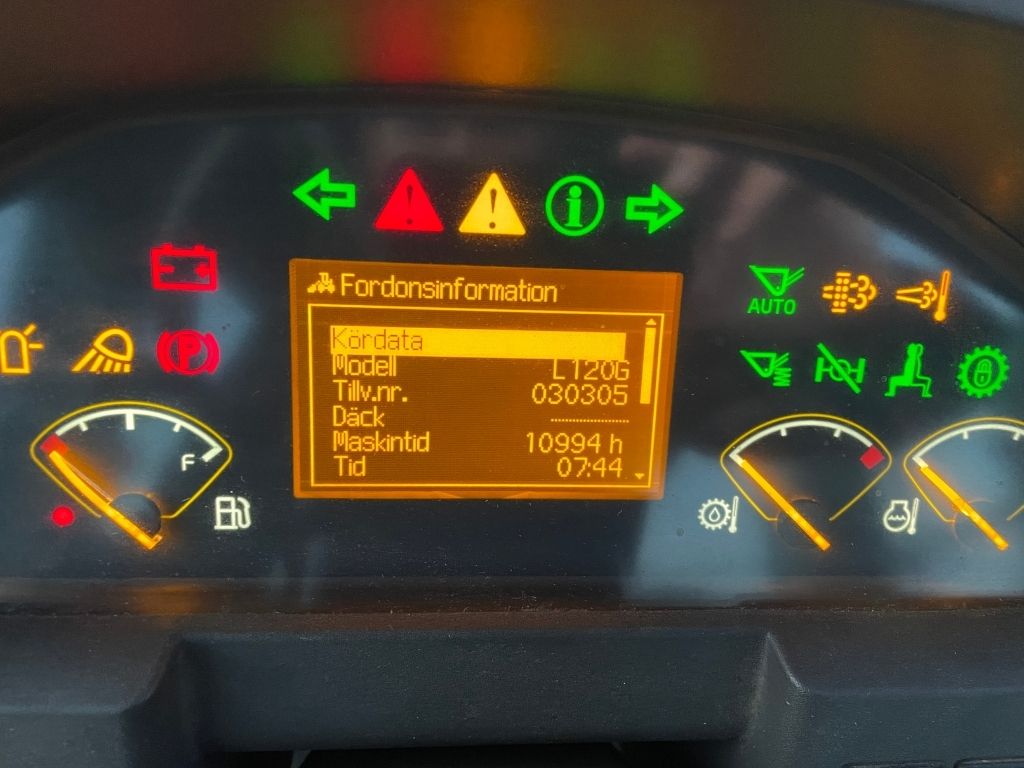 Fordonsinformation
Kördata
Modell L120G
Tillv.nr. 030305
Däck ----------------
Maskintid 10994 h
Tid 07:44
AUTO
P
F